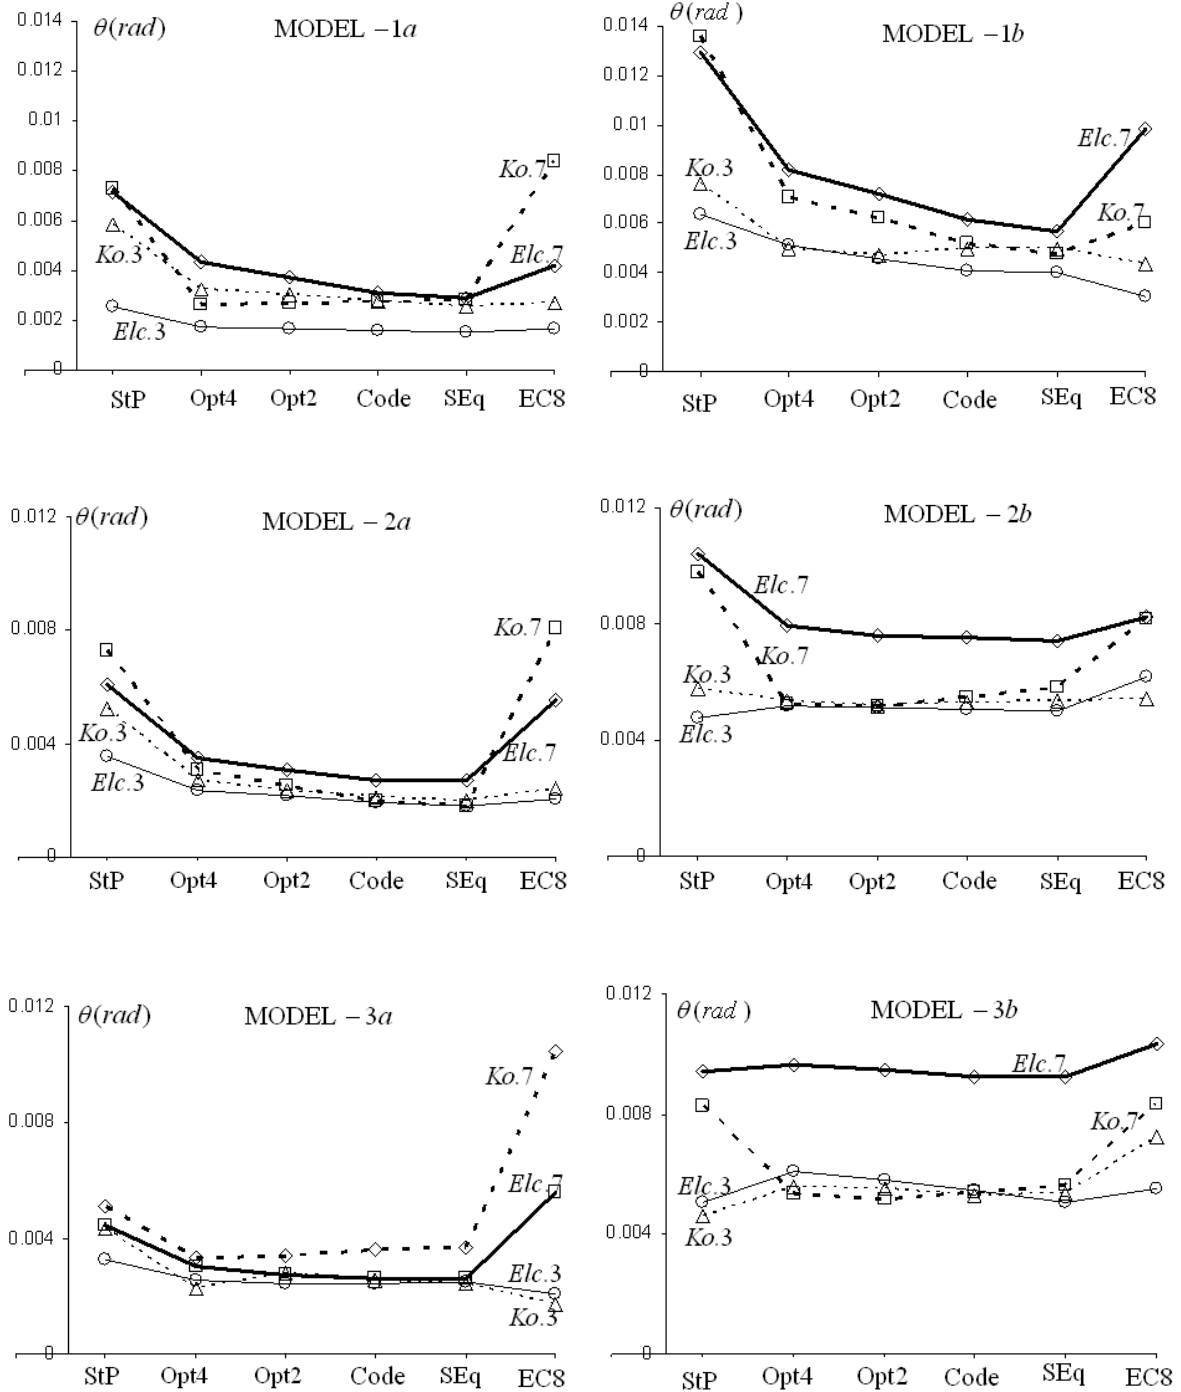 0.014 θ(rad) MODEL −1a
0.012
0.01
0.008 Ko.7
0.006
Ko.3 Elc.7
0.004
0.002 Elc.3
0
StP Opt4 Opt2 Code SEq EC8
θ(rad )
0.014 MODEL −1b
0.012
0.01 Elc.7
0.008 Ko.3
Ko.7
0.006 Elc.3
0.004
0.002
0
StP Opt4 Opt2 Code SEq EC8
0.012 θ(rad) MODEL −2a
0.008 Ko.7
Ko.3
0.004 Elc.7
Elc.3
0
StP Opt4 Opt2 Code SEq EC8
0.012 θ(rad) MODEL −2b
Elc.7
0.008
Ko.7
Ko.3
0.004 Elc.3
0
StP Opt4 Opt2 Code SEq EC8
0.012 θ(rad) MODEL −3a
Ko.7
0.008
Elc.7
0.004
Elc.3
Ko.3
0
StP Opt4 Opt2 Code SEq EC8
0.012 θ(rad ) MODEL −3b
Elc.7
0.008 Ko.7
Elc.3
0.004 Ko.3
0
StP Opt4 Opt2 Code SEq EC8